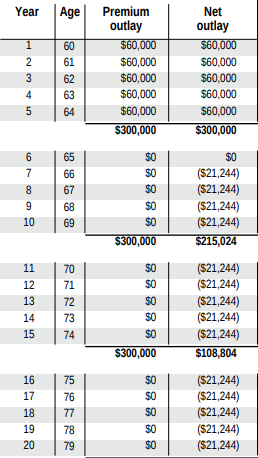 Year Age Premium outlay Net outlay
1 60 $60,000 $60,000
2 61 $60,000 $60,000
3 62 $60,000 $60,000
4 63 $60,000 $60,000
5 64 $60,000 $60,000
$300,000 $300,000
6 65 $0 $0
7 66 $0 ($21,244)
8 67 $0 ($21,244)
9 68 $0 ($21,244)
10 69 $0 ($21,244)
$300,000 $215,024
11 70 $0 ($21,244)
12 71 $0 ($21,244)
13 72 $0 ($21,244)
14 73 $0 ($21,244)
15 74 $0 ($21,244)
$300,000 $108,804
16 75 $0 ($21,244)
17 76 $0 ($21,244)
18 77 $0 ($21,244)
19 78 $0 ($21,244)
20 79 $0 ($21,244)